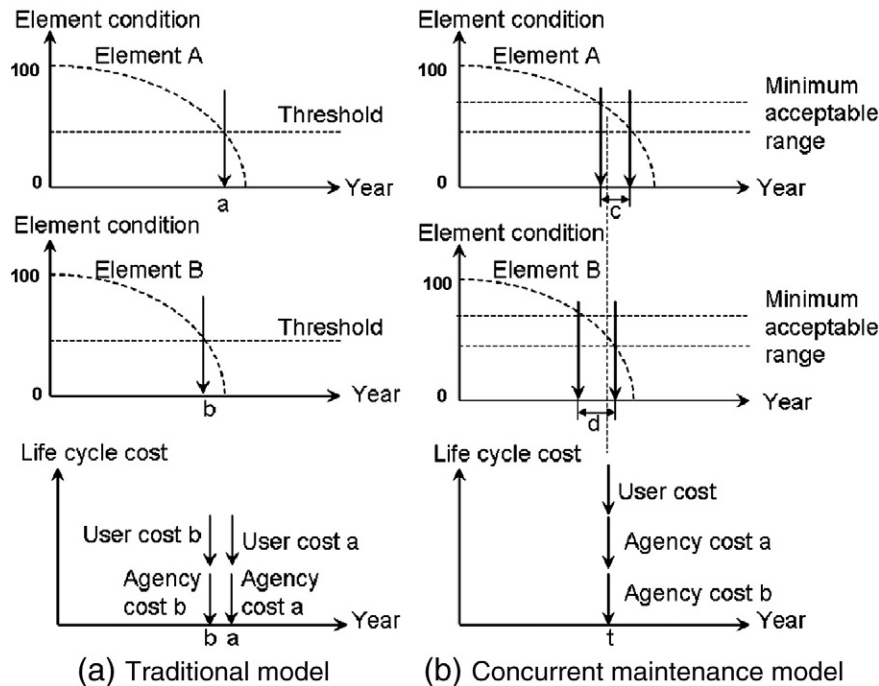 Element condition
Element A
100
Threshold
0
Year
a
Element condition
Element B
100
Threshold
0
Year
b
Life cycle cost
User cost b
User cost a
Agency
cost b
Agency
cost a
Year
b a
(a) Traditional model
Element condition
Element A
100
Minimum
acceptable
range
0
Year
c
Element condition
Element B
100
Minimum
acceptable
range
0
Year
d
Life cycle cost
User cost
Agency cost a
Agency cost b
Year
t
(b) Concurrent maintenance model